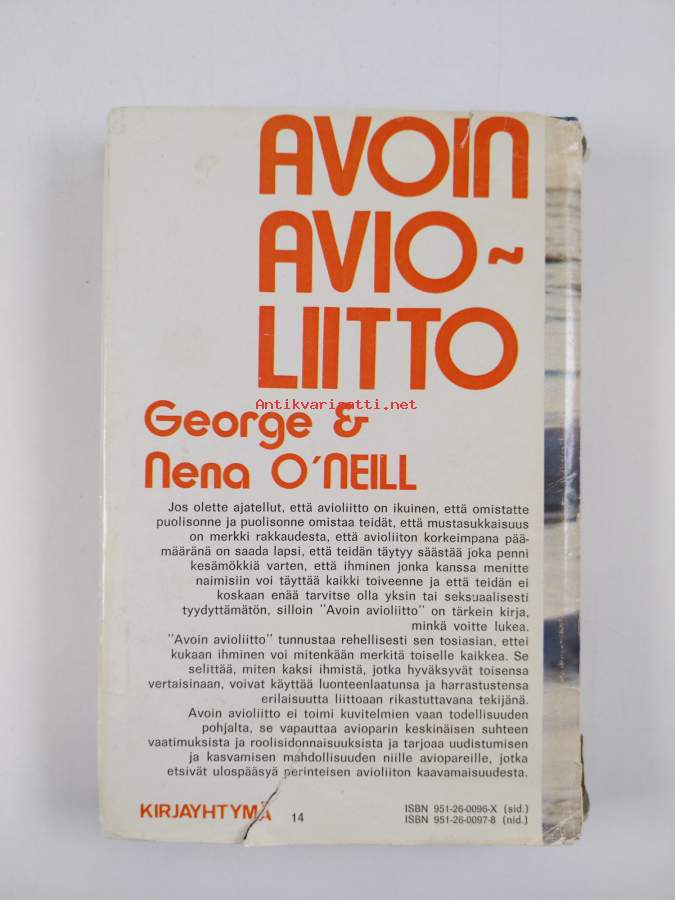 AVOIN
AVIO~
LIITTO
Antikvariaatti.net
George &
Nena O'NEILL
Jos olette ajatellut, että avioliitto on ikuinen, että omistatte
puolisonne ja puolisonne omistaa teidät, että mustasukkaisuus
on merkki rakkaudesta, että avioliiton korkeimpana pää-
määränä on saada lapsi, että teidän täytyy säästää joka penni
kesämökkiä varten, että ihminen jonka kanssa menitte
naimisiin voi täyttää kaikki toiveenne ja että teidän ei
koskaan enää tarvitse olla yksin tai seksuaalisesti
tyydyttämätön, silloin "Avoin avioliitto" on tärkein kirja,
minkä voitte lukea.
"Avoin avioliitto" tunnustaa rehellisesti sen tosiasian, ettei
kukaan ihminen voi mitenkään merkitä toiselle kaikkea. Se
selittää, miten kaksi ihmistä, jotka hyväksyvät toisensa
vertaisinaan, voivat käyttää luonteenlaatunsa ja harrastustensa
erilaisuutta liittoaan rikastuttavana tekijänä.
Avoin avioliitto ei toimi kuvitelmien vaan todellisuuden
pohjalta, se vapauttaa avioparin keskinäisen suhteen
vaatimuksista ja roolisidonnaisuuksista ja tarjoaa uudistumisen
ja kasvamisen mahdollisuuden niille aviopareille, jotka
etsivät ulospääsyä perinteisen avioliiton kaavamaisuudesta.
KIRJAYHTYMÄ 14
ISBN 951-26-0096-X (sid.)
ISBN 951-26-0097-8 (nid.)